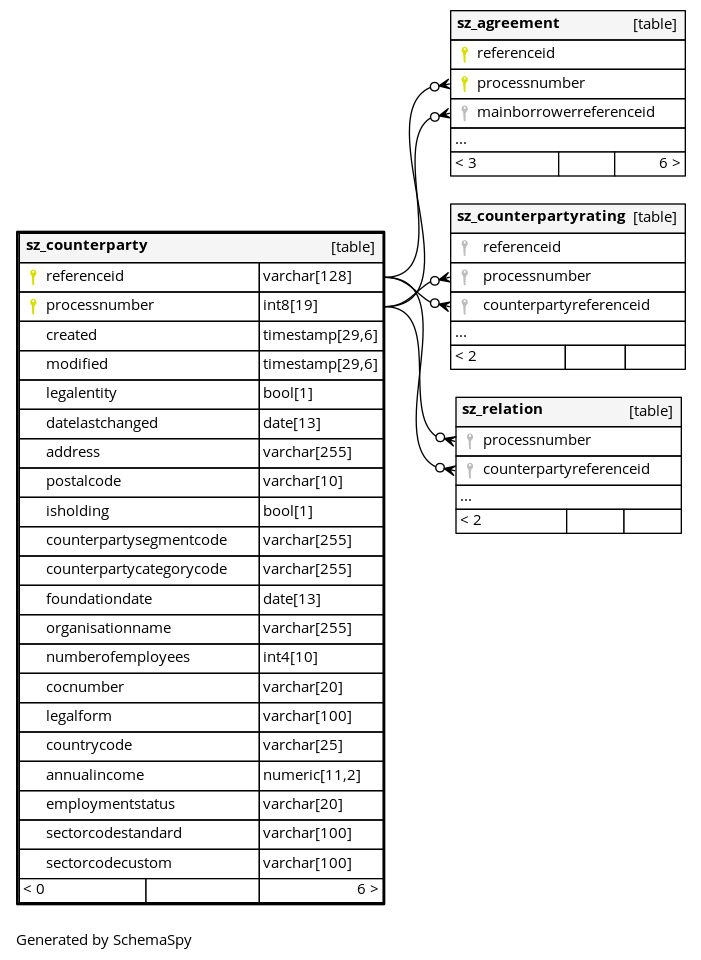 sz_agreement [table]
referenceid
processnumber
mainborrowerreferenceid
...
< 3 6 >
sz_counterpartyrating [table]
referenceid
processnumber
counterpartyreferenceid
...
< 2
sz_relation [table]
processnumber
counterpartyreferenceid
...
< 2
sz_counterparty [table]
referenceid varchar[128]
processnumber int8[19]
created timestamp[29,6]
modified timestamp[29,6]
legalentity bool[1]
datelastchanged date[13]
address varchar[255]
postalcode varchar[10]
isholding bool[1]
counterpartysegmentcode varchar[255]
counterpartycategorycode varchar[255]
foundationdate date[13]
organisationname varchar[255]
numberofemployees int4[10]
cocnumber varchar[20]
legalform varchar[100]
countrycode varchar[25]
annualincome numeric[11,2]
employmentstatus varchar[20]
sectorcodestandard varchar[100]
sectorcodecustom varchar[100]
< 0 6 >
Generated by SchemaSpy